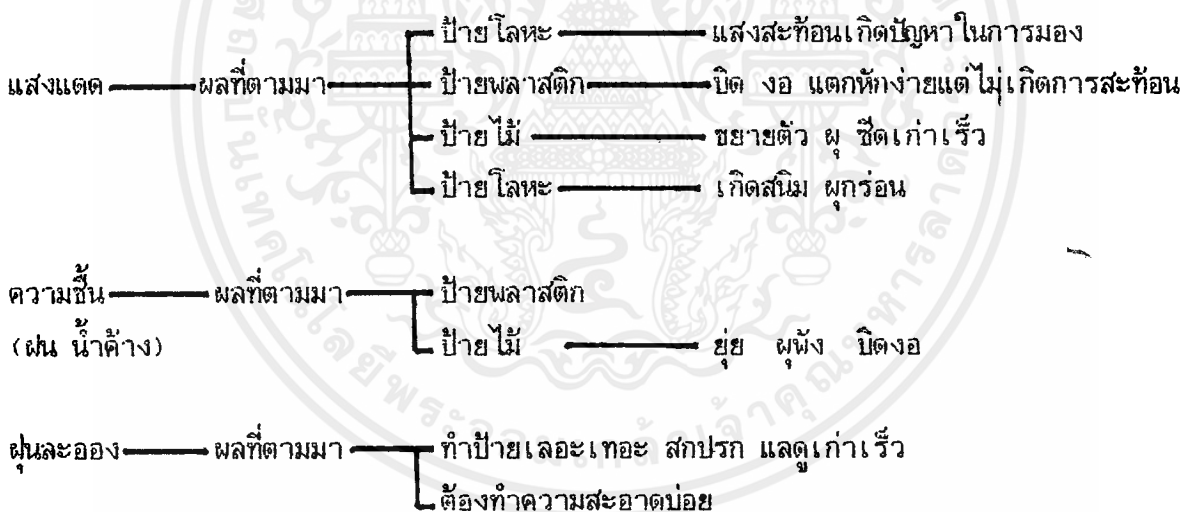 ป้ายโลหะ แสงสะท้อนเกิดปัญหาในการมอง
แสงแดด ผลที่ตามมา ป้ายพลาสติก บิด งอ แตกหักง่ายแต่ไม่เกิดการสะท้อน
ป้ายไม้ ขยายตัว ผุ ซีดเก่าเร็ว
ป้ายโลหะ เกิดสนิม ผุกร่อน
ความชื้น ผลที่ตามมา ป้ายพลาสติก
(ฝน น้ำค้าง) ป้ายไม้ ยุ่ย ผุพัง บิดงอ
ฝุ่นละออง ผลที่ตามมา ทำป้ายเลอะเทอะ สกปรก แลดูเก่าเร็ว
ต้องทำความสะอาดบ่อย